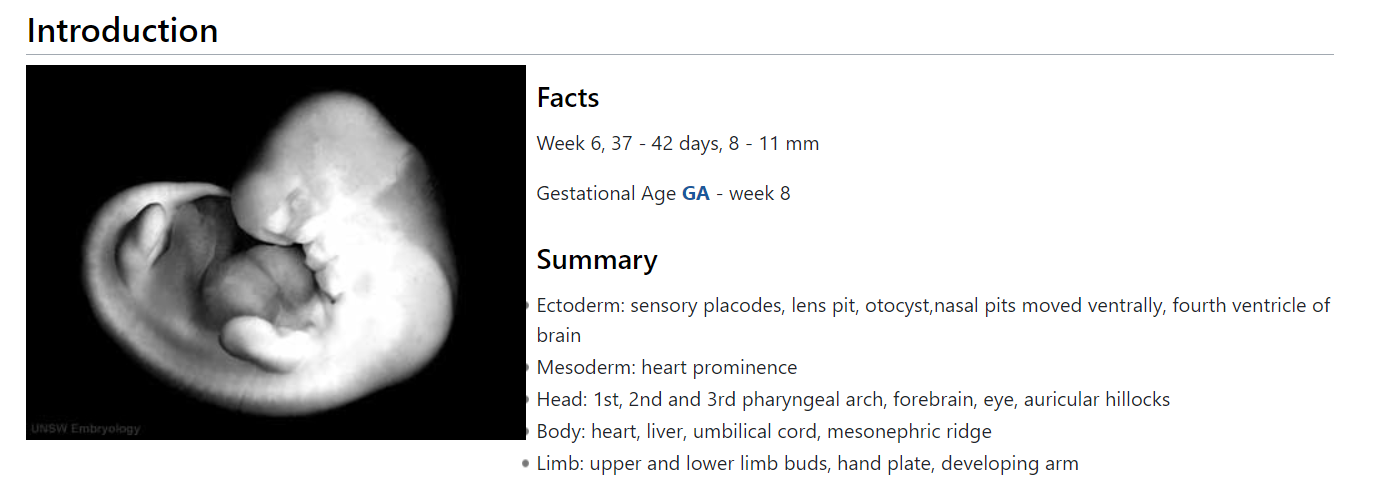 Introduction
Facts
Week 6, 37 - 42 days, 8 - 11 mm
Gestational Age GA - week 8
Summary
Ectoderm: sensory placodes, lens pit, otocyst,nasal pits moved ventrally, fourth ventricle of
brain
Mesoderm: heart prominence
Head: 1st, 2nd and 3rd pharyngeal arch, forebrain, eye, auricular hillocks
Body: heart, liver, umbilical cord, mesonephric ridge
Limb: upper and lower limb buds, hand plate, developing arm
UNSW Embryology